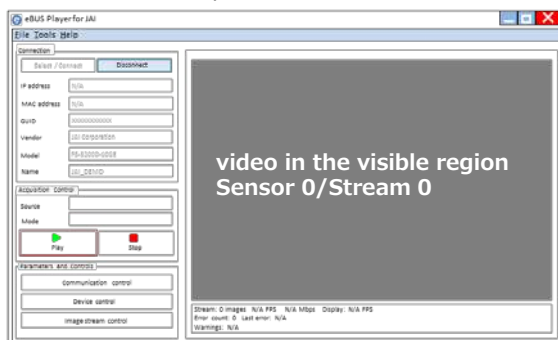 eBUS Player for JAI
File Tools Help
Connection
Select / Connect
Disconnect
IP address
N/A
MAC address
N/A
GUID
XXXXXXXXXXX
Vendor
JAI Corporation
Model
Name
Acquisition Control
Source
Mode
Play
Stop
Parameters and Controls
Communication control
Device control
Image stream control
video in the visible region
Sensor 0/Stream 0
Stream: 0 images N/A FPS N/A Mbps Display: N/A FPS
Error count: 0 Last error: N/A
Warnings: N/A